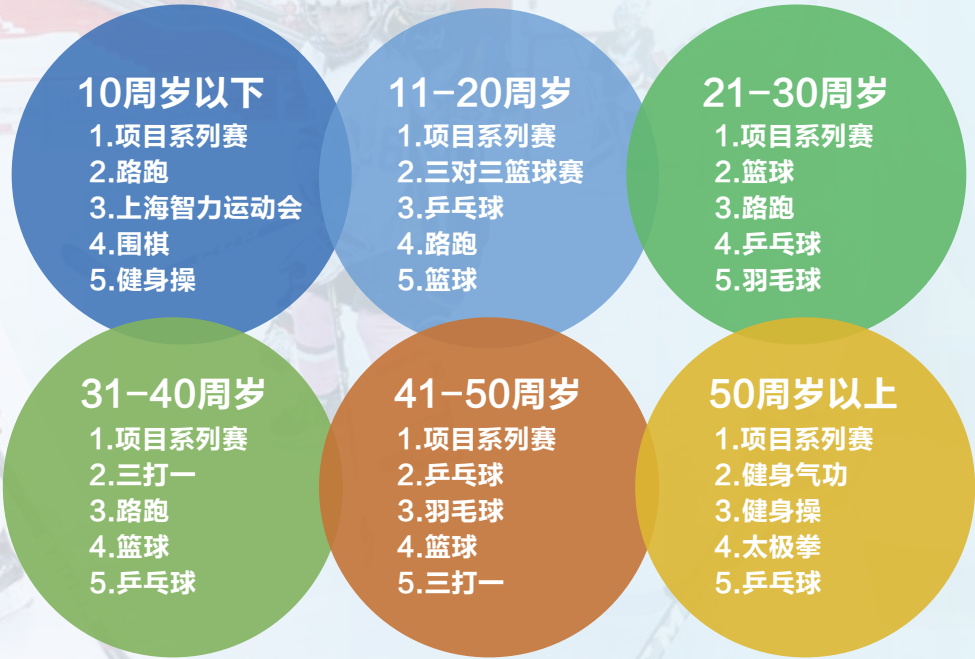 10周岁以下
1.项目系列赛
2.路跑
3.上海智力运动会
4.围棋
5.健身操
11-20周岁
1.项目系列赛
2.三对三篮球赛
3.乒乓球
4.路跑
5.篮球
21-30周岁
1.项目系列赛
2.篮球
3.路跑
4.乒乓球
5.羽毛球
31-40周岁
1.项目系列赛
2.三打一
3.路跑
4.篮球
5.乒乓球
41-50周岁
1.项目系列赛
2.乒乓球
3.羽毛球
4.篮球
5.三打一
50周岁以上
1.项目系列赛
2.健身气功
3.健身操
4.太极拳
5.乒乓球